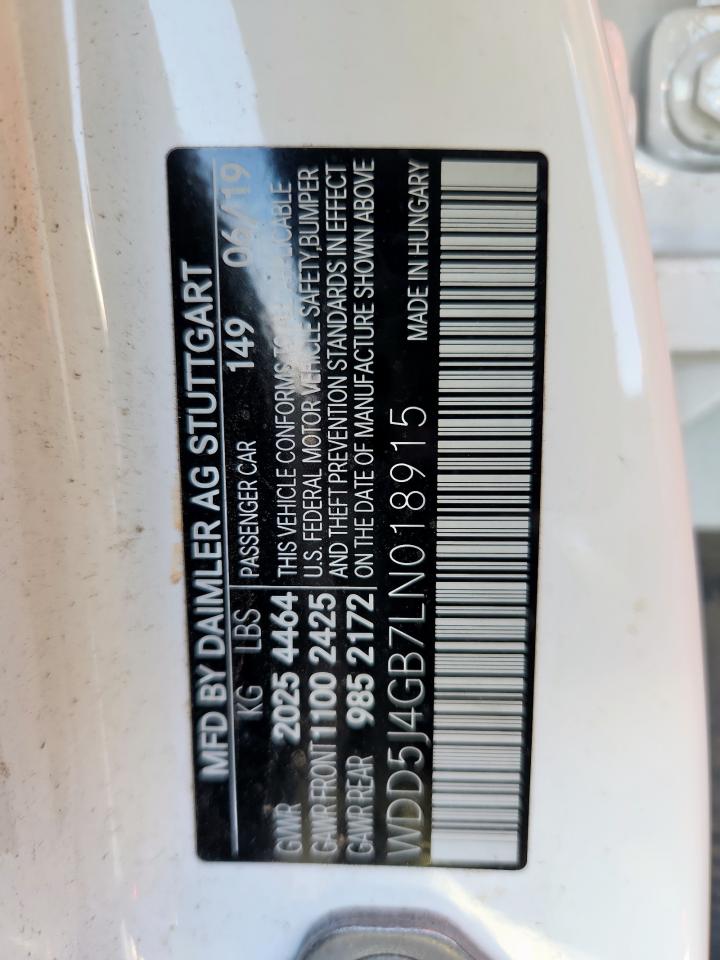 MFD BY DAIMLER AG STUTTGART
KG LBS PASSENGER CAR 149 06/19
GWR 2025 4464 THIS VEHICLE CONFORMS TO ALL APPLICABLE
GAWR FRONT 1100 2425 U.S. FEDERAL MOTOR VEHICLE SAFETY,BUMPER
GAWR REAR 985 2172 AND THEFT PREVENTION STANDARDS IN EFFECT
ON THE DATE OF MANUFACTURE SHOWN ABOVE
WDD5J4GB7LN018915 MADE IN HUNGARY